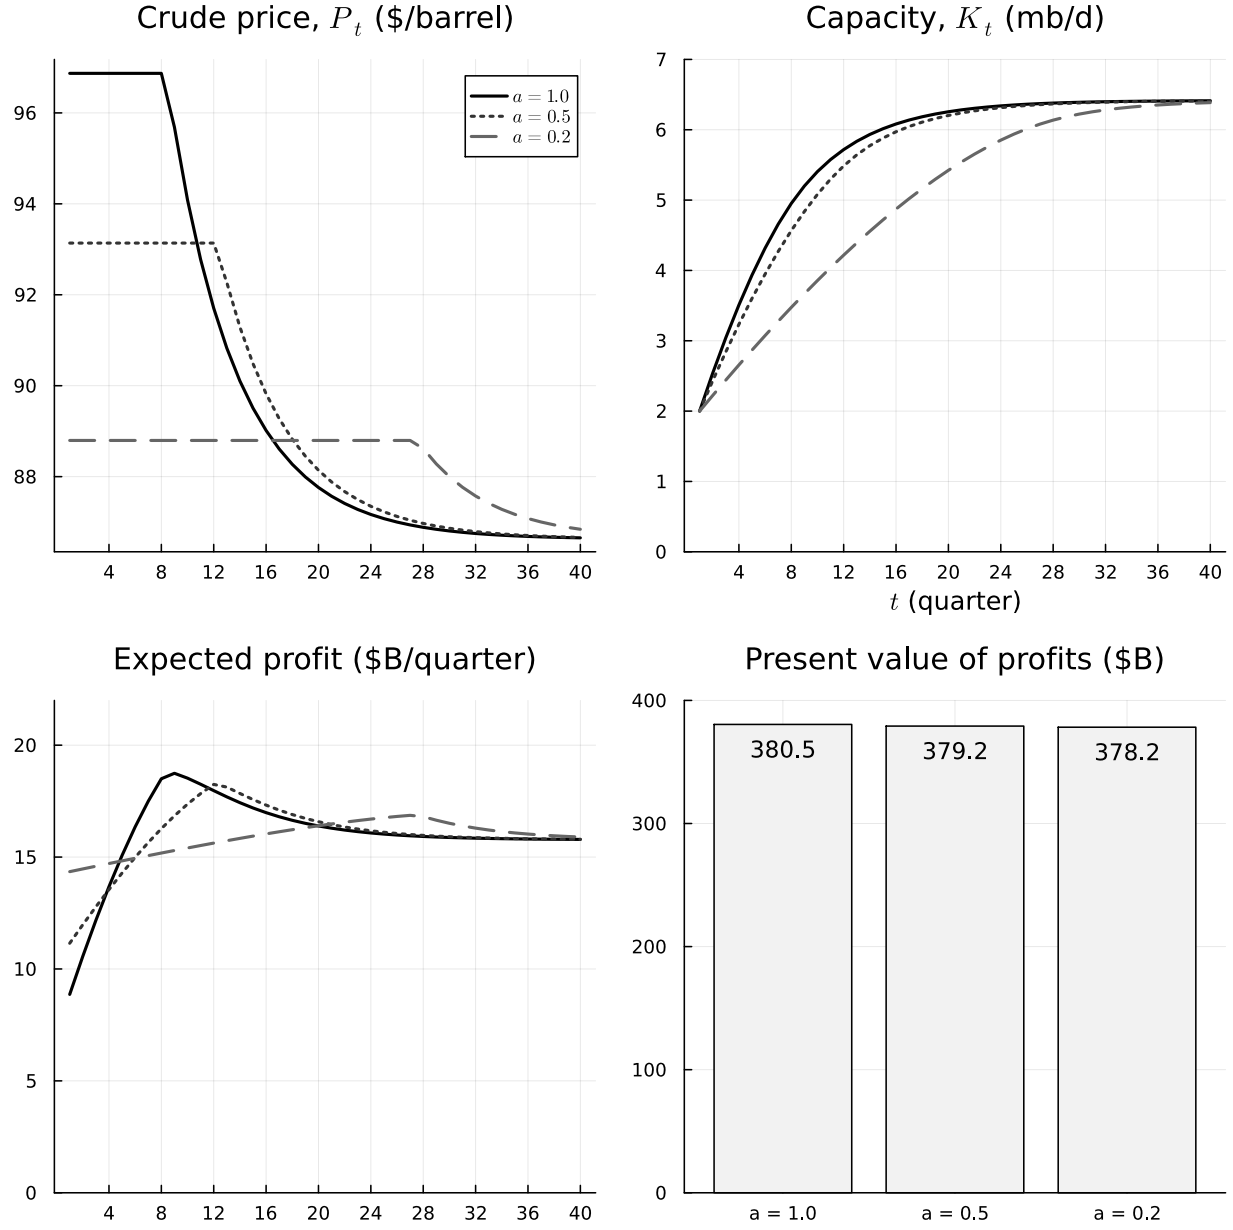 Crude price, P_t ($/barrel)
96
94
92
90
88
4 8 12 16 20 24 28 32 36 40
a = 1.0
a = 0.5
a = 0.2
Capacity, K_t (mb/d)
7
6
5
4
3
2
1
0
4 8 12 16 20 24 28 32 36 40
t (quarter)
Expected profit ($B/quarter)
20
15
10
5
0
4 8 12 16 20 24 28 32 36 40
Present value of profits ($B)
400
300
200
100
0
380.5 379.2 378.2
a = 1.0 a = 0.5 a = 0.2